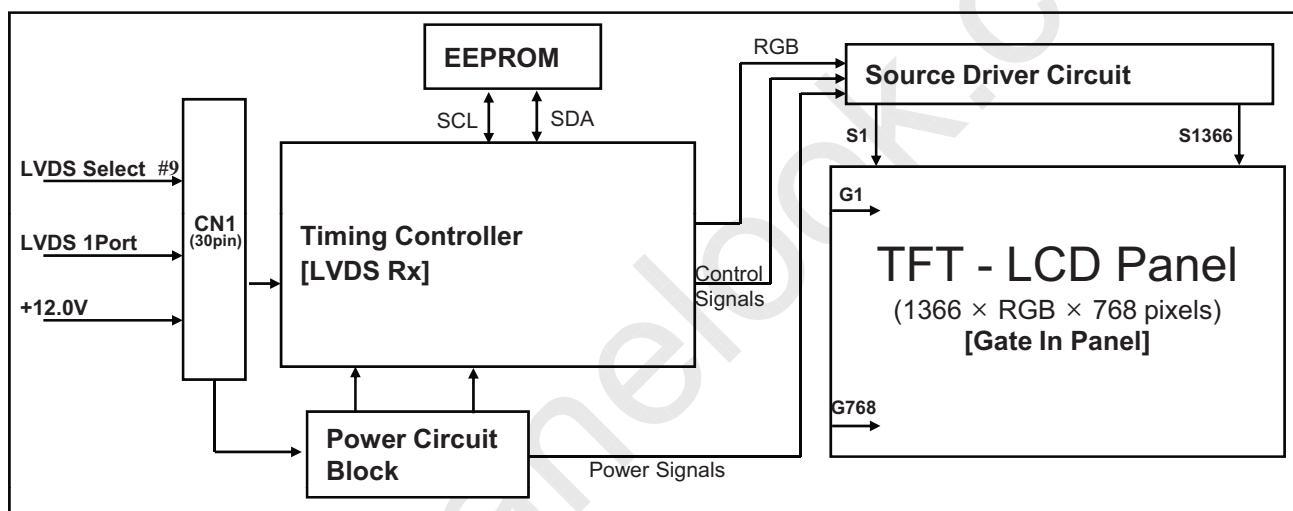 EEPROM
SCL
SDA
RGB
Source Driver Circuit
S1
S1366
LVDS Select #9
LVDS 1Port
+12.0V
CN1
(30pin)
Timing Controller
[LVDS Rx]
Control
Signals
G1
TFT - LCD Panel
(1366 × RGB × 768 pixels)
[Gate In Panel]
G768
Power Circuit
Block
Power Signals